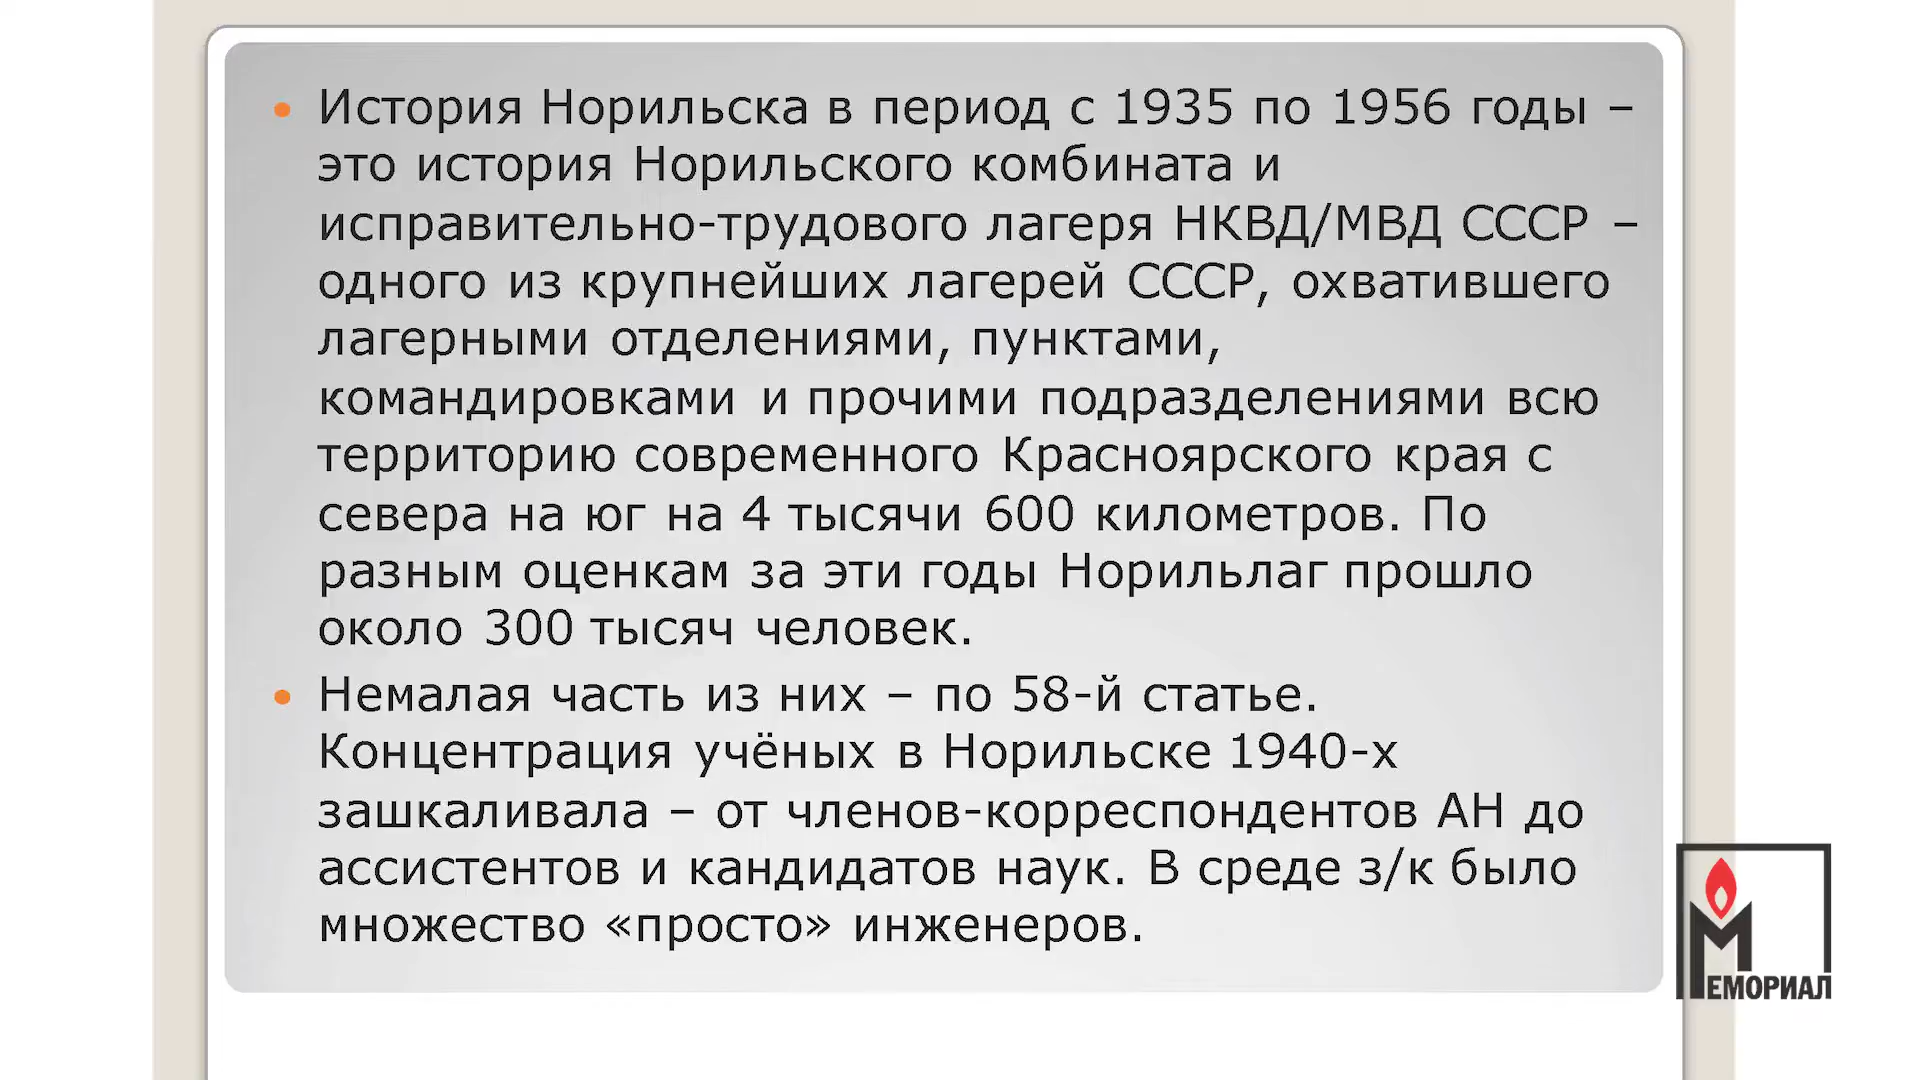 История Норильска в период с 1935 по 1956 годы –
это история Норильского комбината и
исправительно-трудового лагеря НКВД/МВД СССР –
одного из крупнейших лагерей СССР, охватившего
лагерными отделениями, пунктами,
командировками и прочими подразделениями всю
территорию современного Красноярского края с
севера на юг на 4 тысячи 600 километров. По
разным оценкам за эти годы Норильлаг прошло
около 300 тысяч человек.
Немалая часть из них – по 58-й статье.
Концентрация учёных в Норильске 1940-х
зашкаливала – от членов-корреспондентов АН до
ассистентов и кандидатов наук. В среде з/к было
множество «просто» инженеров.
МЕМОРИАЛ